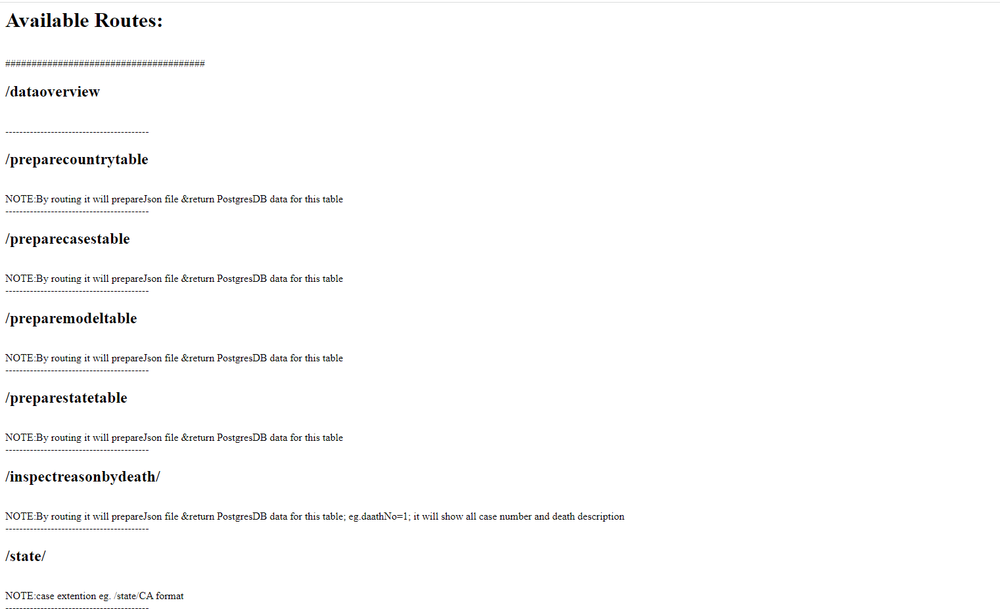 Available Routes:
######################################
/dataoverview
-----------------------------------------
/preparecountrytable
NOTE:By routing it will prepareJson file &return PostgresDB data for this table
-----------------------------------------
/preparecasestable
NOTE:By routing it will prepareJson file &return PostgresDB data for this table
-----------------------------------------
/preparemodeltable
NOTE:By routing it will prepareJson file &return PostgresDB data for this table
-----------------------------------------
/preparestatetable
NOTE:By routing it will prepareJson file &return PostgresDB data for this table
-----------------------------------------
/inspectreasonbydeath/
NOTE:By routing it will prepareJson file &return PostgresDB data for this table; eg.daathNo=1; it will show all case number and death description
-----------------------------------------
/state/
NOTE:case extention eg. /state/CA format
-----------------------------------------